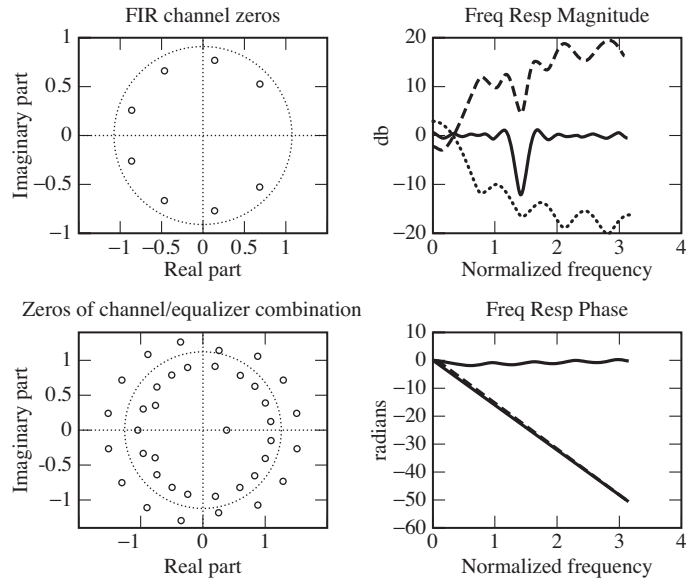 FIR channel zeros
1
0.5
0
−0.5
−1
−1 −0.5 0 0.5 1
Imaginary part
Real part
Freq Resp Magnitude
20
10
0
−10
−20
0 1 2 3 4
db
Normalized frequency
Zeros of channel/equalizer combination
1
0.5
0
-0.5
−1
−1 0 1
Imaginary part
Real part
Freq Resp Phase
10
0
−10
−20
−30
−40
−50
−60
0 1 2 3 4
radians
Normalized frequency